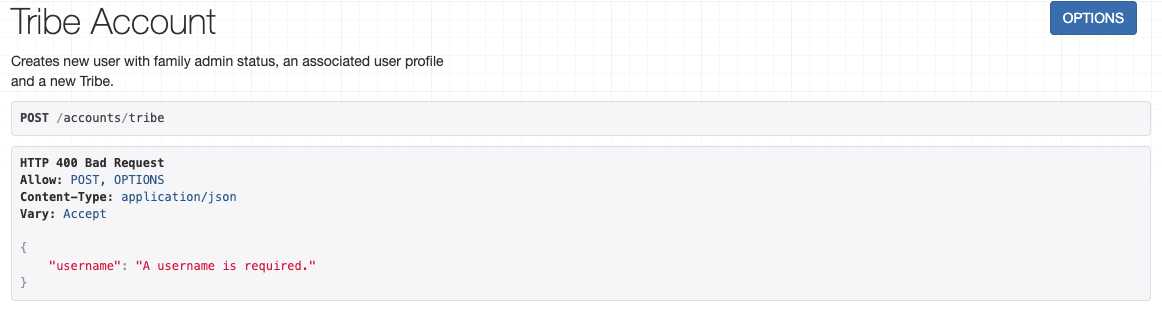 Tribe Account
OPTIONS
Creates new user with family admin status, an associated user profile
and a new Tribe.
POST /accounts/tribe
HTTP 400 Bad Request
Allow: POST, OPTIONS
Content-Type: application/json
Vary: Accept
{
    "username": "A username is required."
}